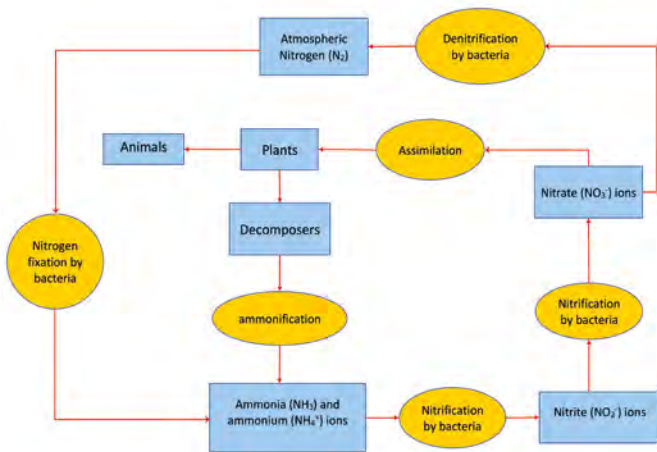 Atmospheric
Nitrogen (N₂)
Denitrification
by bacteria
Animals
Plants
Assimilation
Nitrate (NO₃⁻) ions
Decomposers
Nitrogen
fixation by
bacteria
ammonification
Nitrification
by bacteria
Ammonia (NH₃) and
ammonium (NH₄⁺) ions
Nitrification
by bacteria
Nitrite (NO₂⁻) ions